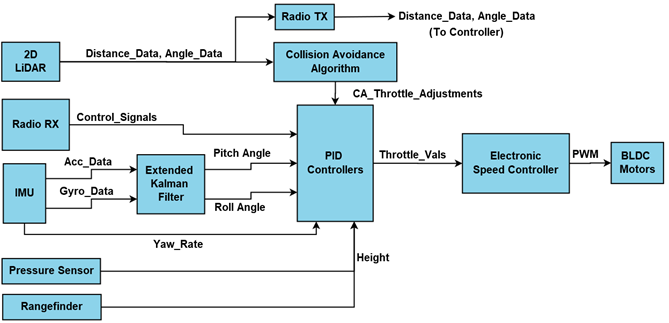 Radio TX
Distance_Data, Angle_Data
(To Controller)
2D
LiDAR
Distance_Data, Angle_Data
Collision Avoidance
Algorithm
CA_Throttle_Adjustments
Radio RX
Control_Signals
PID
Controllers
Throttle_Vals
Electronic
Speed Controller
PWM
BLDC
Motors
IMU
Acc_Data
Gyro_Data
Extended
Kalman
Filter
Pitch Angle
Roll Angle
Yaw_Rate
Pressure Sensor
Height
Rangefinder